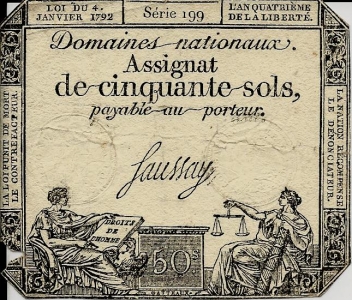 LOI DU 4.
JANVIER 1792
Série 199
L'AN QUATRIÈME
DE LA LIBERTÉ.
Domaines nationaux.
Assignat
de cinquante sols,
payable au porteur.
LA LOI PUNIT DE MORT
LE CONTREFACTEUR.
LA NATION RÉCOMPENSE
LE DÉNONCIATEUR.
Saussay
DROITS
DE
L'HOMME
50